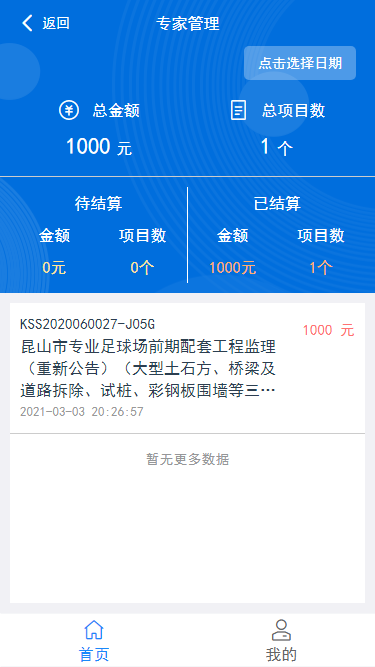 返回
专家管理
点击选择日期
总金额
总项目数
1000 元
1 个
待结算
已结算
金额 项目数
金额 项目数
0元 0个
1000元 1个
KSS2020060027-J05G
1000 元
昆山市专业足球场前期配套工程监理
（重新公告）（大型土石方、桥梁及
道路拆除、试桩、彩钢板围墙等三…
2021-03-03 20:26:57
暂无更多数据
首页
我的